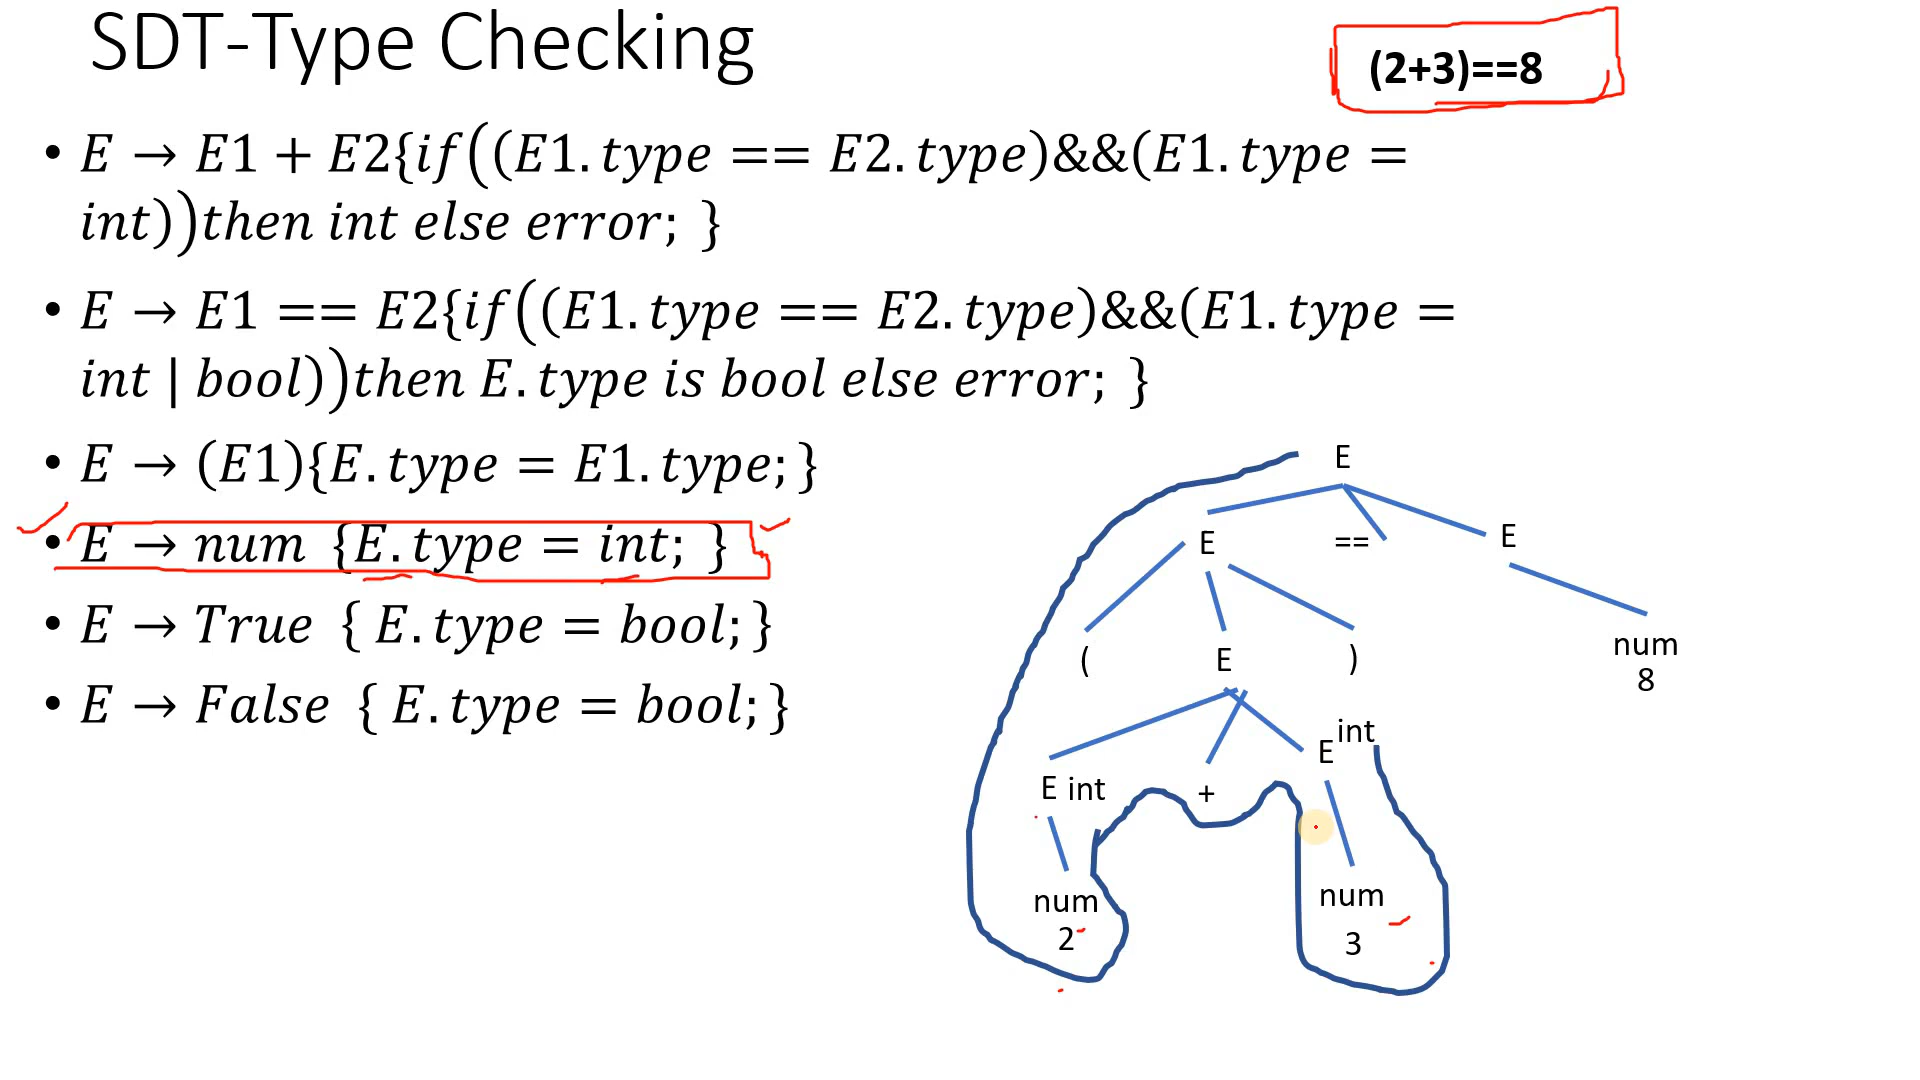 SDT-Type Checking
(2+3)==8
• E → E1 + E2{if((E1.type == E2.type)&&(E1.type =
int))then int else error; }
• E → E1 == E2{if((E1.type == E2.type)&&(E1.type =
int | bool))then E.type is bool else error; }
• E → (E1){E.type = E1.type;}
• E → num {E.type = int; }
• E → True { E.type = bool;}
• E → False { E.type = bool;}
E
E == E
( E )
num
8
E int
E int + 
num
2
num
3